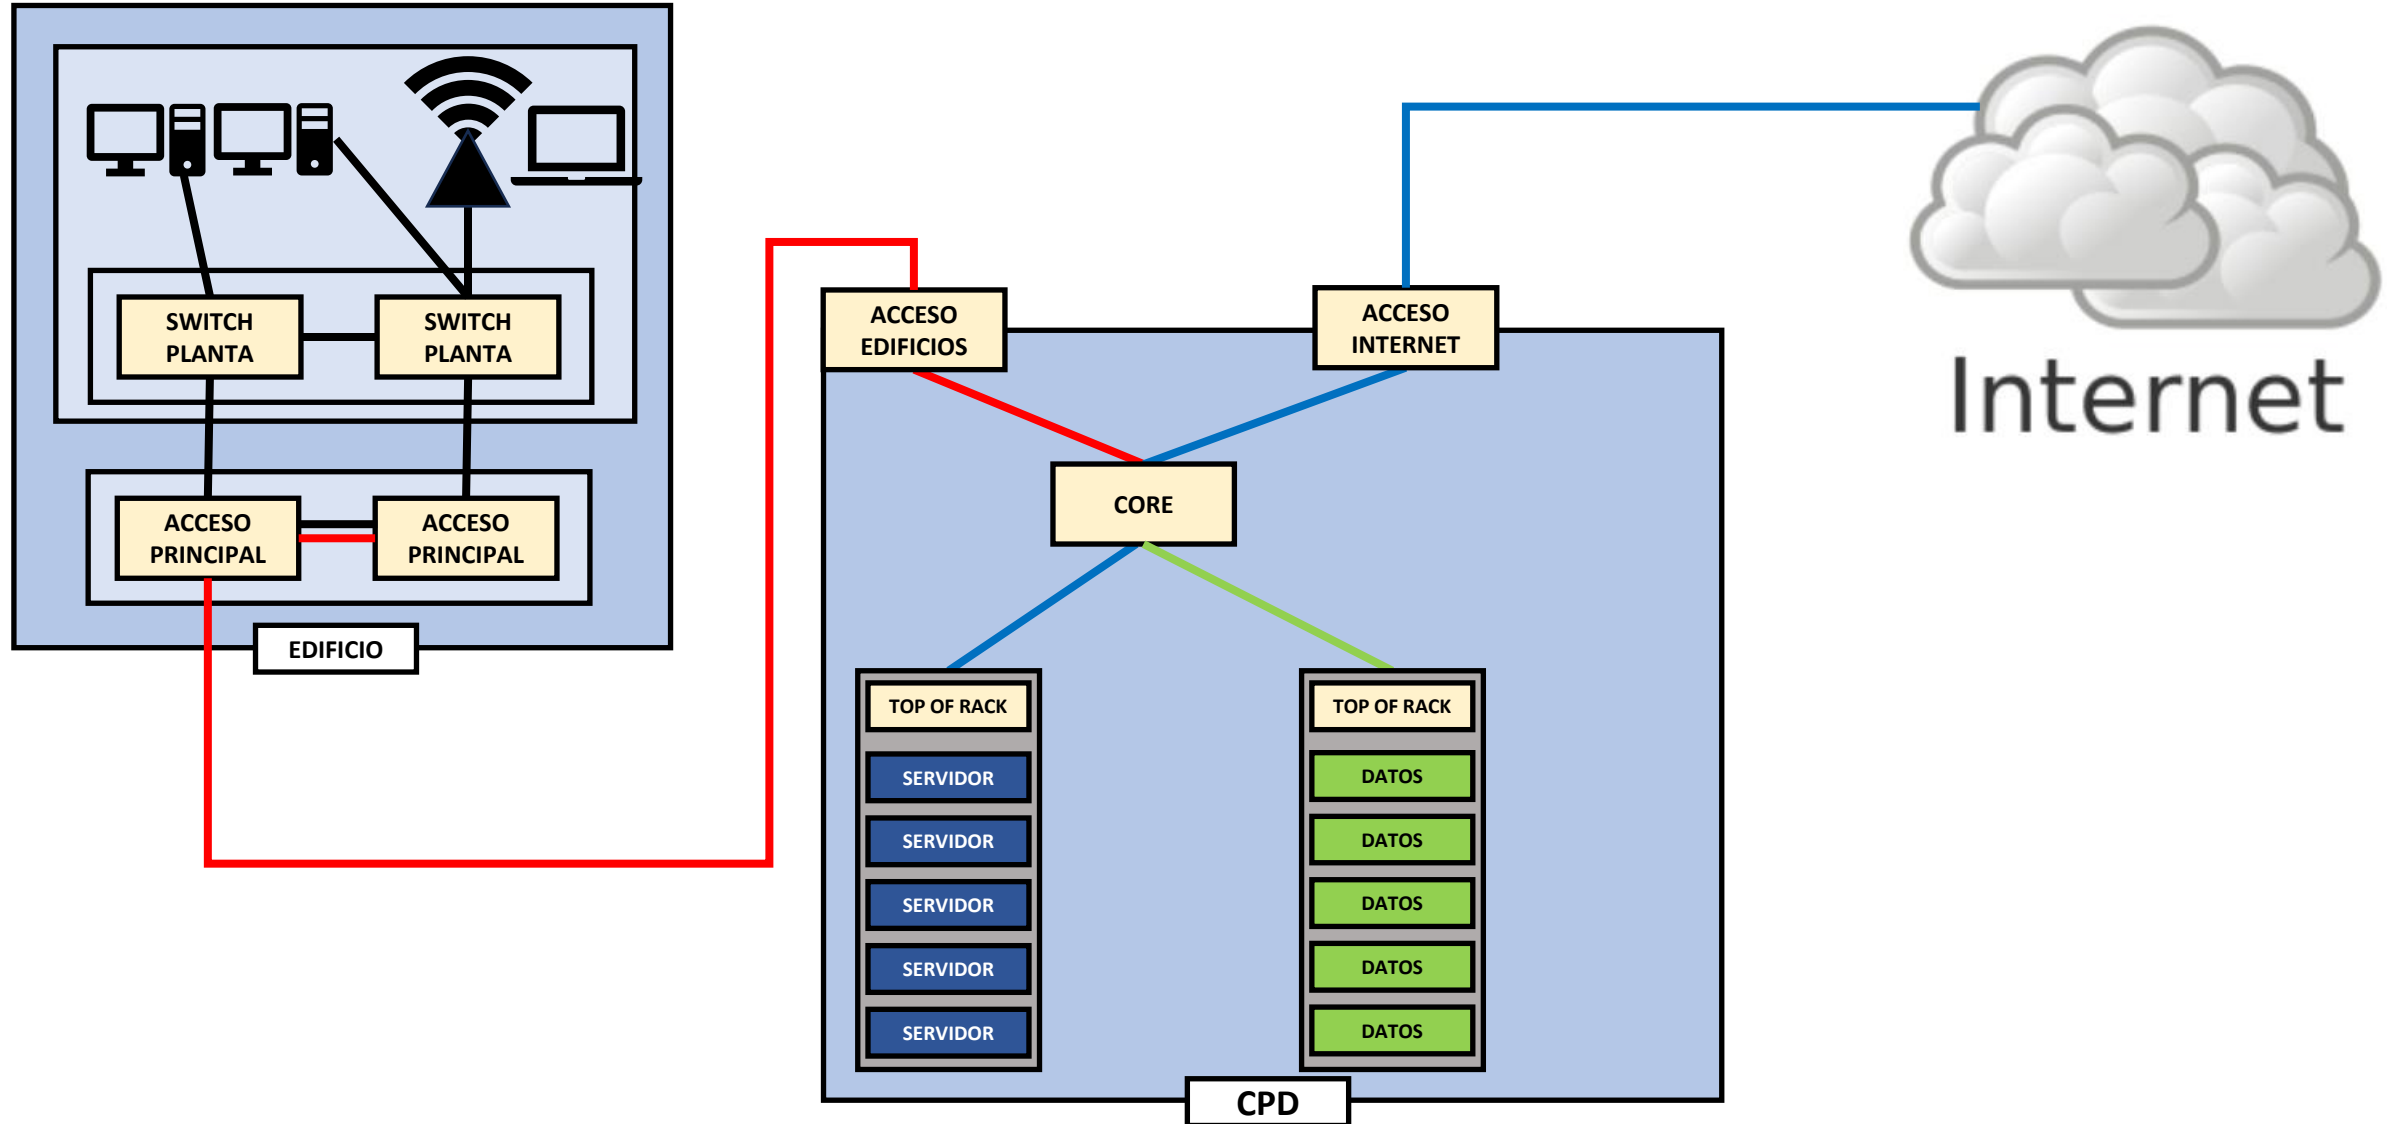 SWITCH
PLANTA
SWITCH
PLANTA
ACCESO
PRINCIPAL
ACCESO
PRINCIPAL
EDIFICIO
ACCESO
EDIFICIOS
ACCESO
INTERNET
CORE
TOP OF RACK
SERVIDOR
SERVIDOR
SERVIDOR
SERVIDOR
SERVIDOR
TOP OF RACK
DATOS
DATOS
DATOS
DATOS
DATOS
CPD
Internet